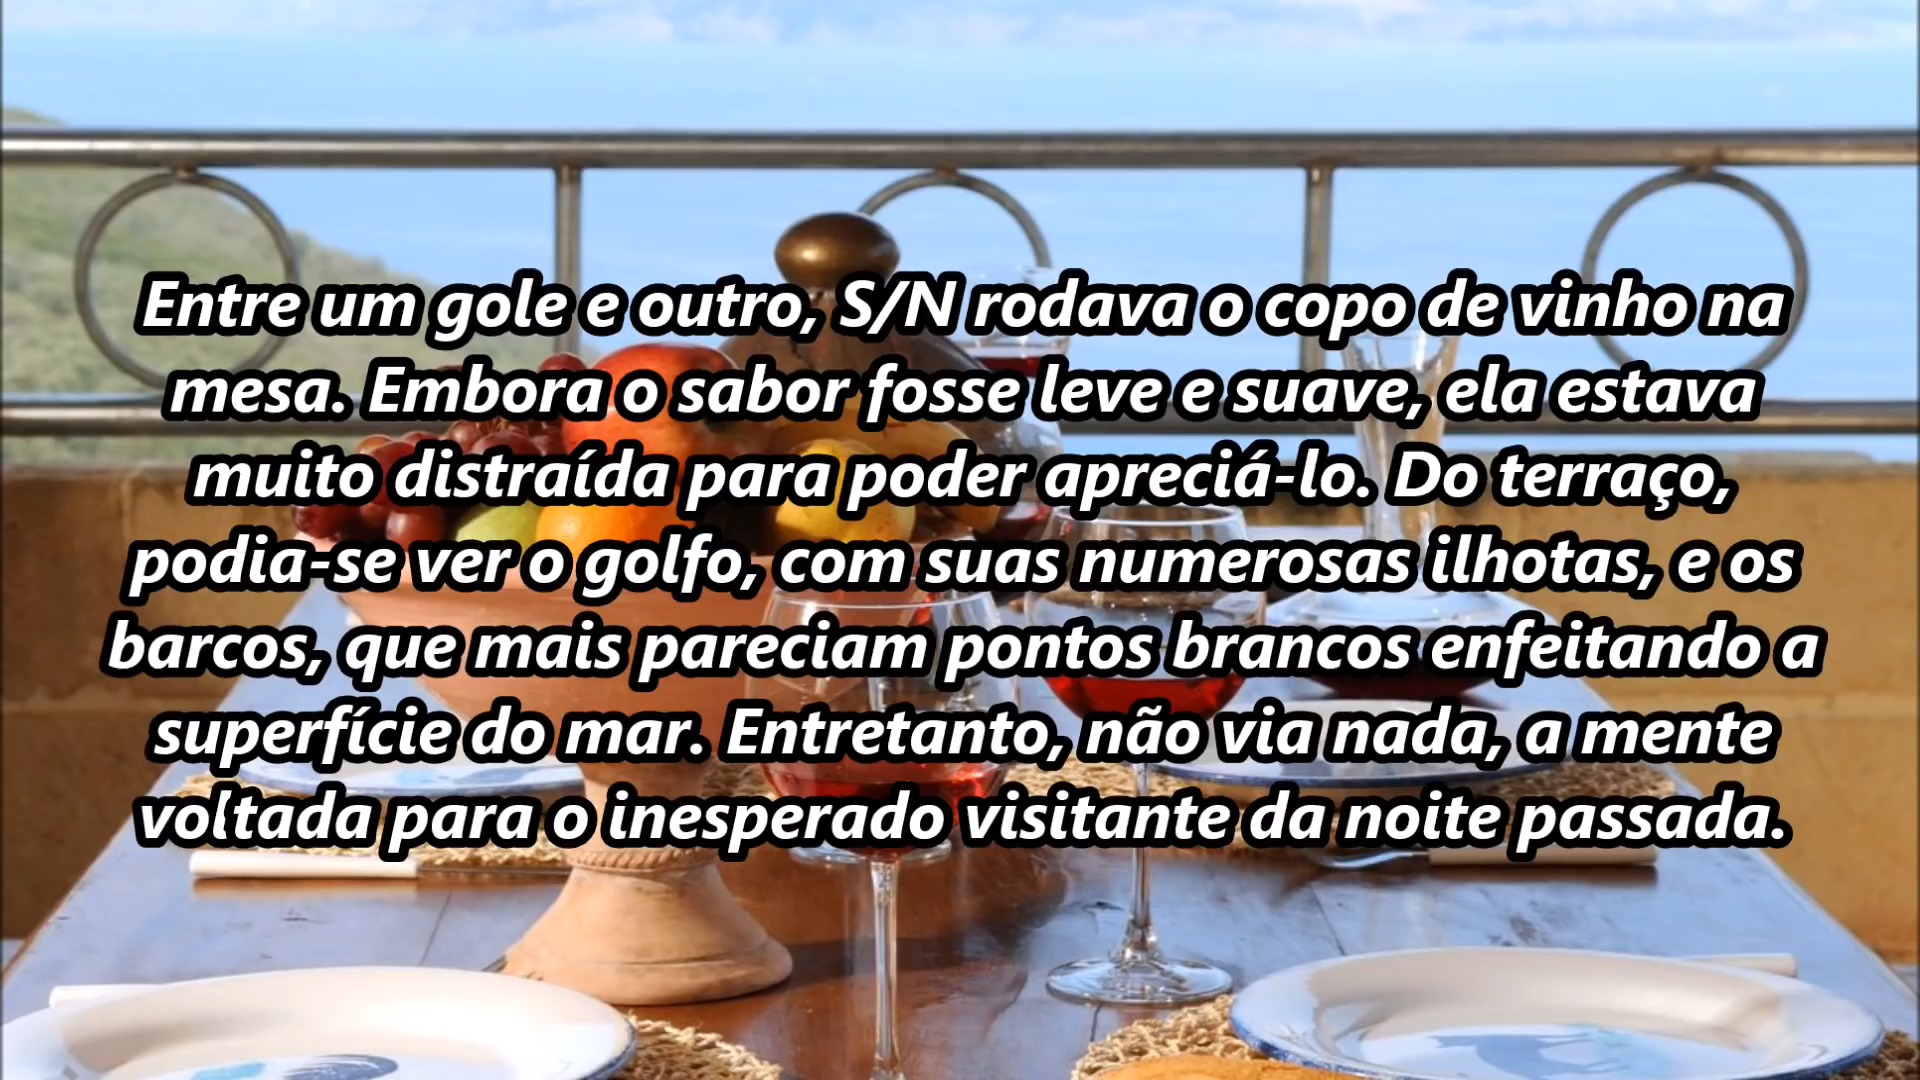 Entre um gole e outro, S/N rodava o copo de vinho na
mesa. Embora o sabor fosse leve e suave, ela estava
muito distraída para poder apreciá-lo. Do terraço,
podia-se ver o golfo, com suas numerosas ilhotas, e os
barcos, que mais pareciam pontos brancos enfeitando a
superfície do mar. Entretanto, não via nada, a mente
voltada para o inesperado visitante da noite passada.